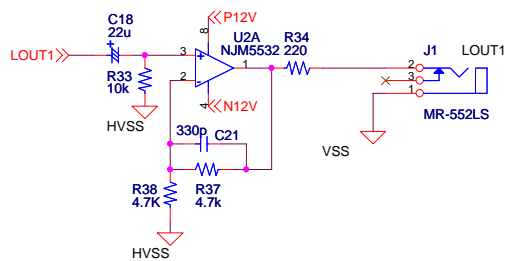 C18
22u
P12V
8
U2A
NJM5532
R34
220
J1
LOUT1
LOUT1
3
+
1
2
2
-
3
R33
10k
4
N12V
1
MR-552LS
HVSS
330p
C21
VSS
R38
4.7K
R37
4.7k
HVSS